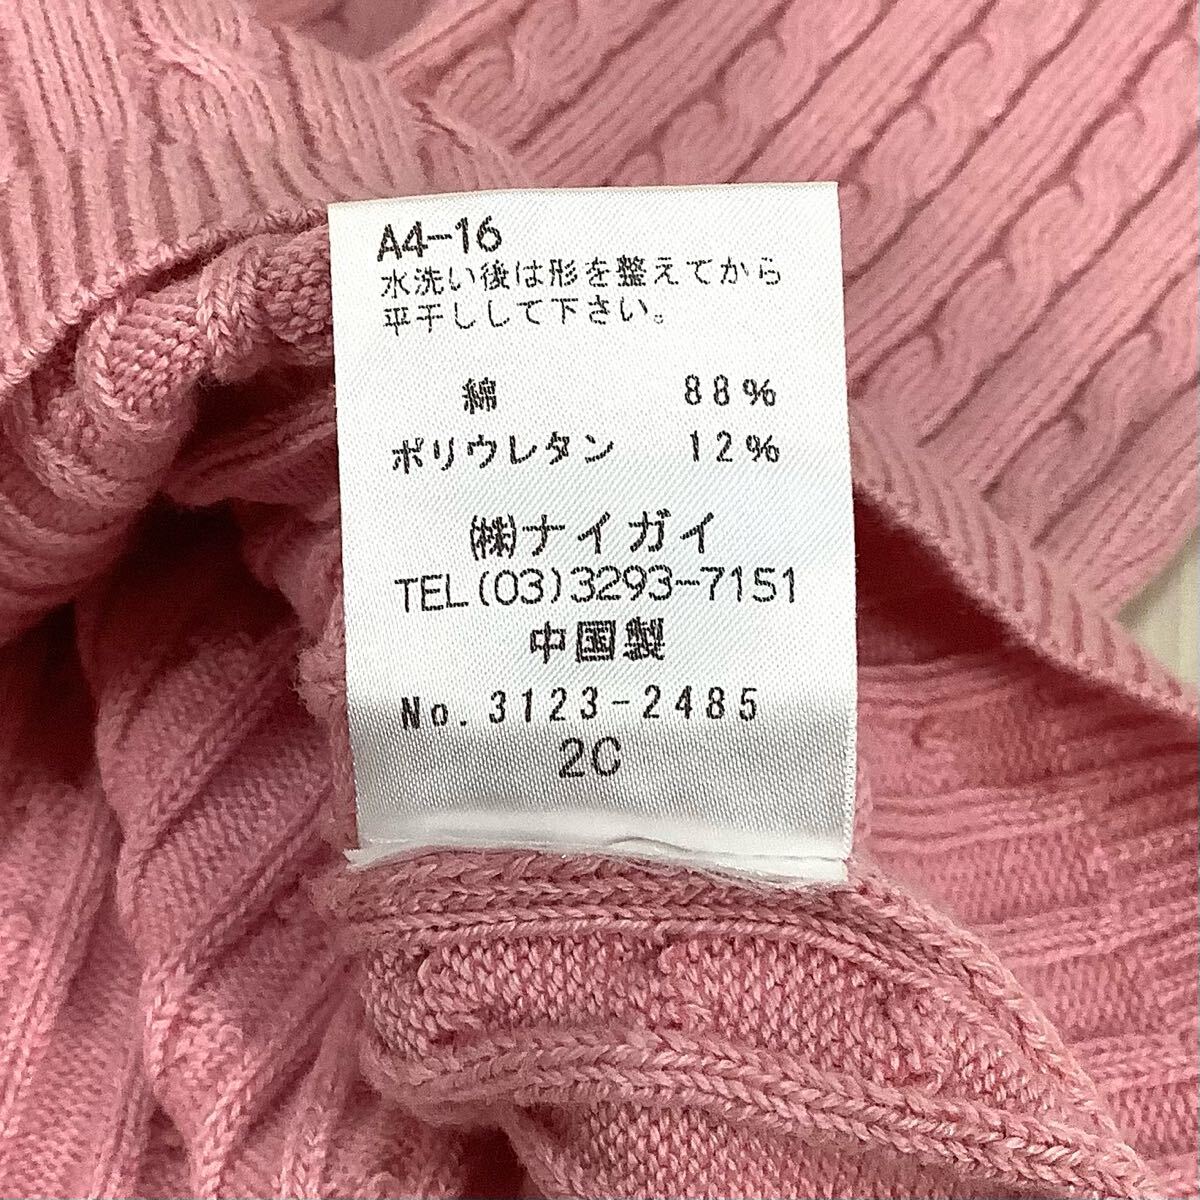 A4-16
水洗い後は形を整えてから
平干 しして下さい。
綿 88%
ポリウレタン 12%
㈱ナイガイ
TEL(03)3293-7151
中国製
No.3123-2485
2C